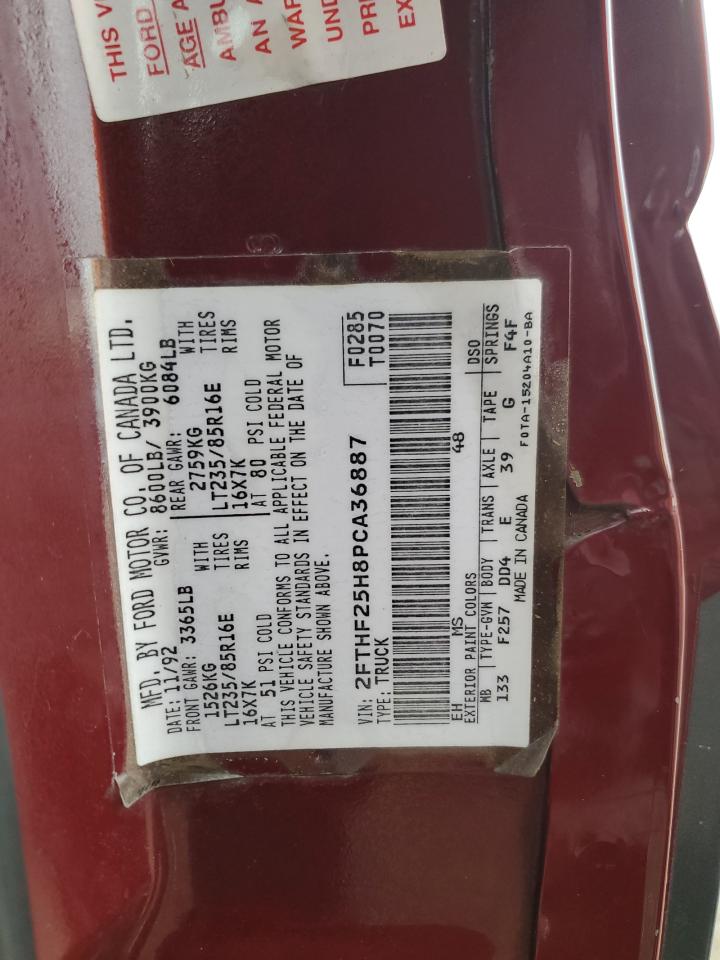 THIS V
FORD
AGE A
AMBU
AN A
WAR
UND
PRE
EX
MFD. BY FORD MOTOR CO. OF CANADA LTD.
DATE: 11/92 GVWR: 8600LB/ 3900KG
FRONT GAWR: 3365LB REAR GAWR: 6084LB
1526KG WITH 2759KG WITH
LT235/85R16E TIRES LT235/85R16E TIRES
16X7K RIMS 16X7K RIMS
AT 51 PSI COLD AT 80 PSI COLD
THIS VEHICLE CONFORMS TO ALL APPLICABLE FEDERAL MOTOR
VEHICLE SAFETY STANDARDS IN EFFECT ON THE DATE OF
MANUFACTURE SHOWN ABOVE.
VIN: 2FTHF25H8PCA36887 F0285
TYPE: TRUCK T0070
EH MS 48
EXTERIOR PAINT COLORS DSO
WB TYPE-GVW BODY TRANS AXLE TAPE SPRINGS
133 F257 DD4 E 39 G F4F
MADE IN CANADA F0TA-15204A10-BA